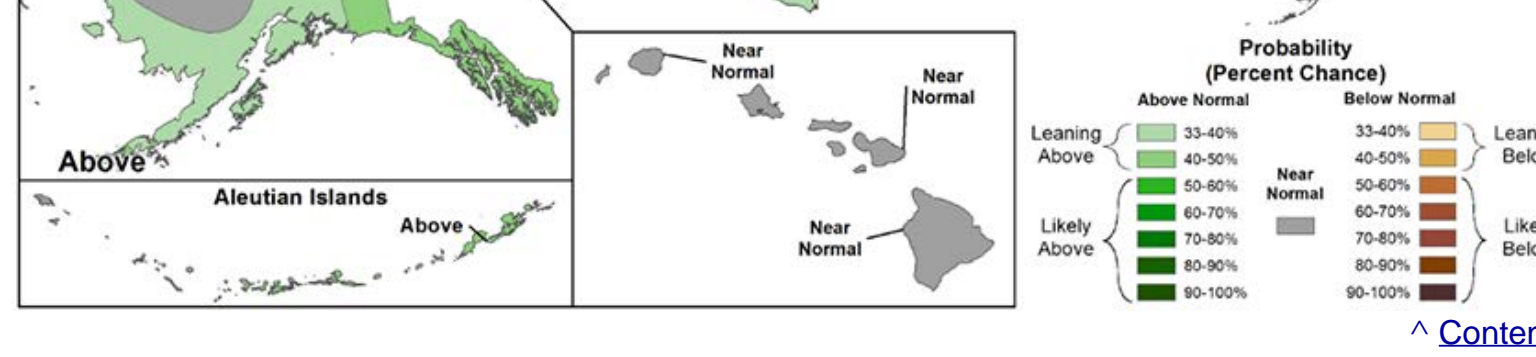 Above
Aleutian Islands
Above
Near
Normal
Near
Normal
Near
Normal
Probability
(Percent Chance)
Above Normal
Below Normal
Leaning
Above
33-40%
40-50%
Likely
Above
50-60%
60-70%
70-80%
80-90%
90-100%
Near
Normal
33-40%
40-50%
50-60%
60-70%
70-80%
80-90%
90-100%
^ Conten